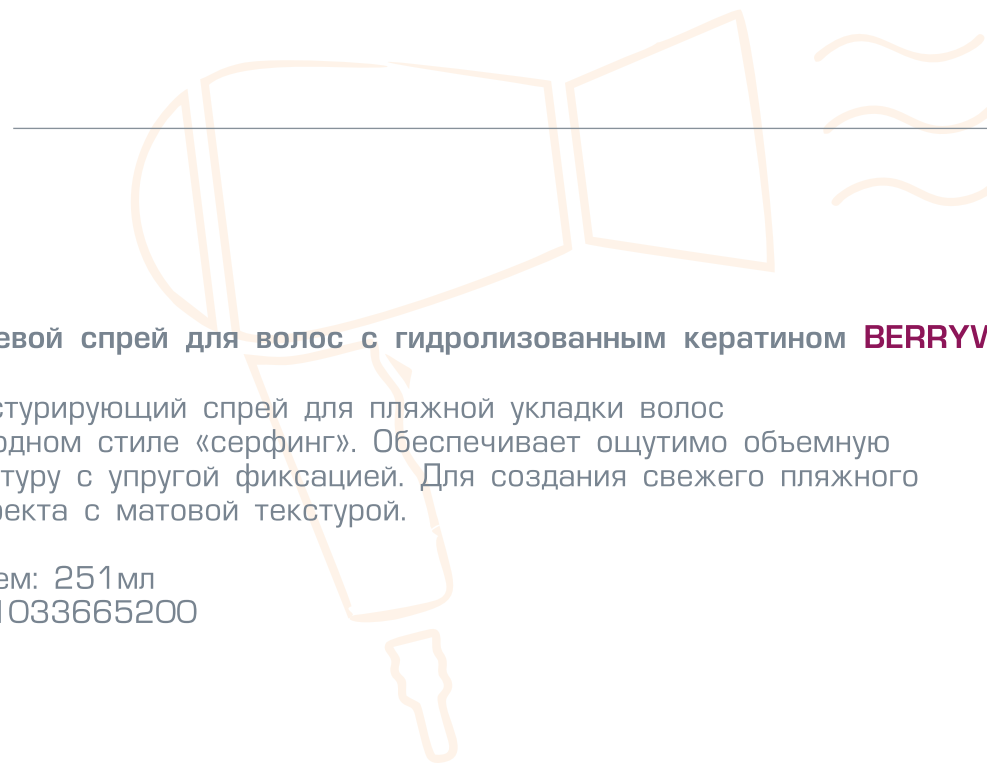 евой спрей для волос с гидролизованным кератином BERRYW
стурирующий спрей для пляжной укладки волос
одном стиле «серфинг». Обеспечивает ощутимо объемную
туру с упругой фиксацией. Для создания свежего пляжного
фекта с матовой текстурой.
ем: 251мл
1033665200